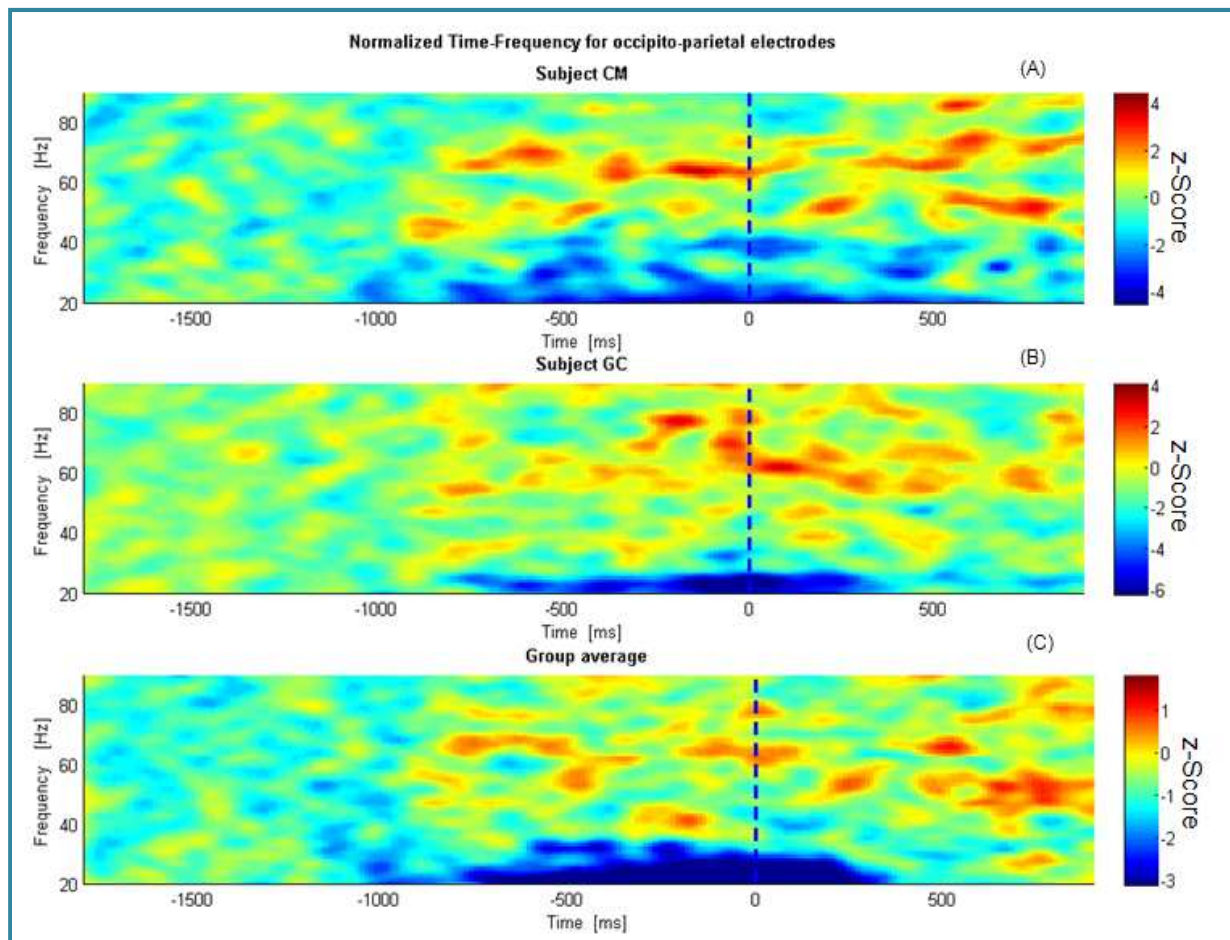 Normalized Time-Frequency for occipito-parietal electrodes
Subject CM
(A)
80
60
40
20
Frequency [Hz]
-1500 -1000 -500 0 500
Time [ms]
4
2
0
-2
-4
z-Score
Subject GC
(B)
80
60
40
20
Frequency [Hz]
-1500 -1000 -500 0 500
Time [ms]
4
2
0
-2
-4
-6
z-Score
Group average
(C)
80
60
40
20
Frequency [Hz]
-1500 -1000 -500 0 500
Time [ms]
1
0
-1
-2
-3
z-Score